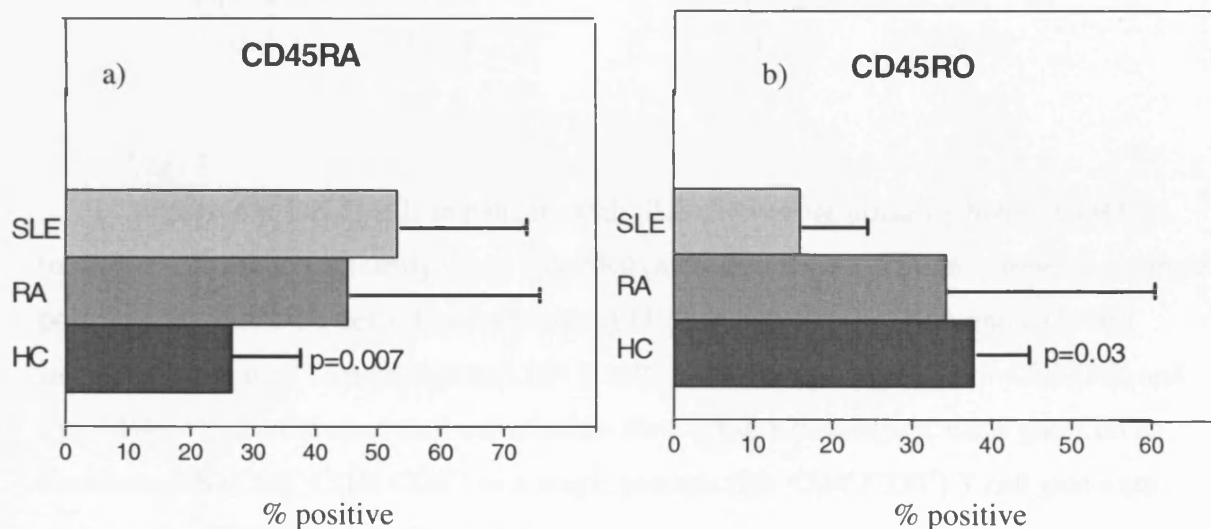 a)
CD45RA
SLE
RA
HC
p=0.007
0 10 20 30 40 50 60 70
% positive
b)
CD45RO
SLE
RA
HC
p=0.03
0 10 20 30 40 50 60
% positive